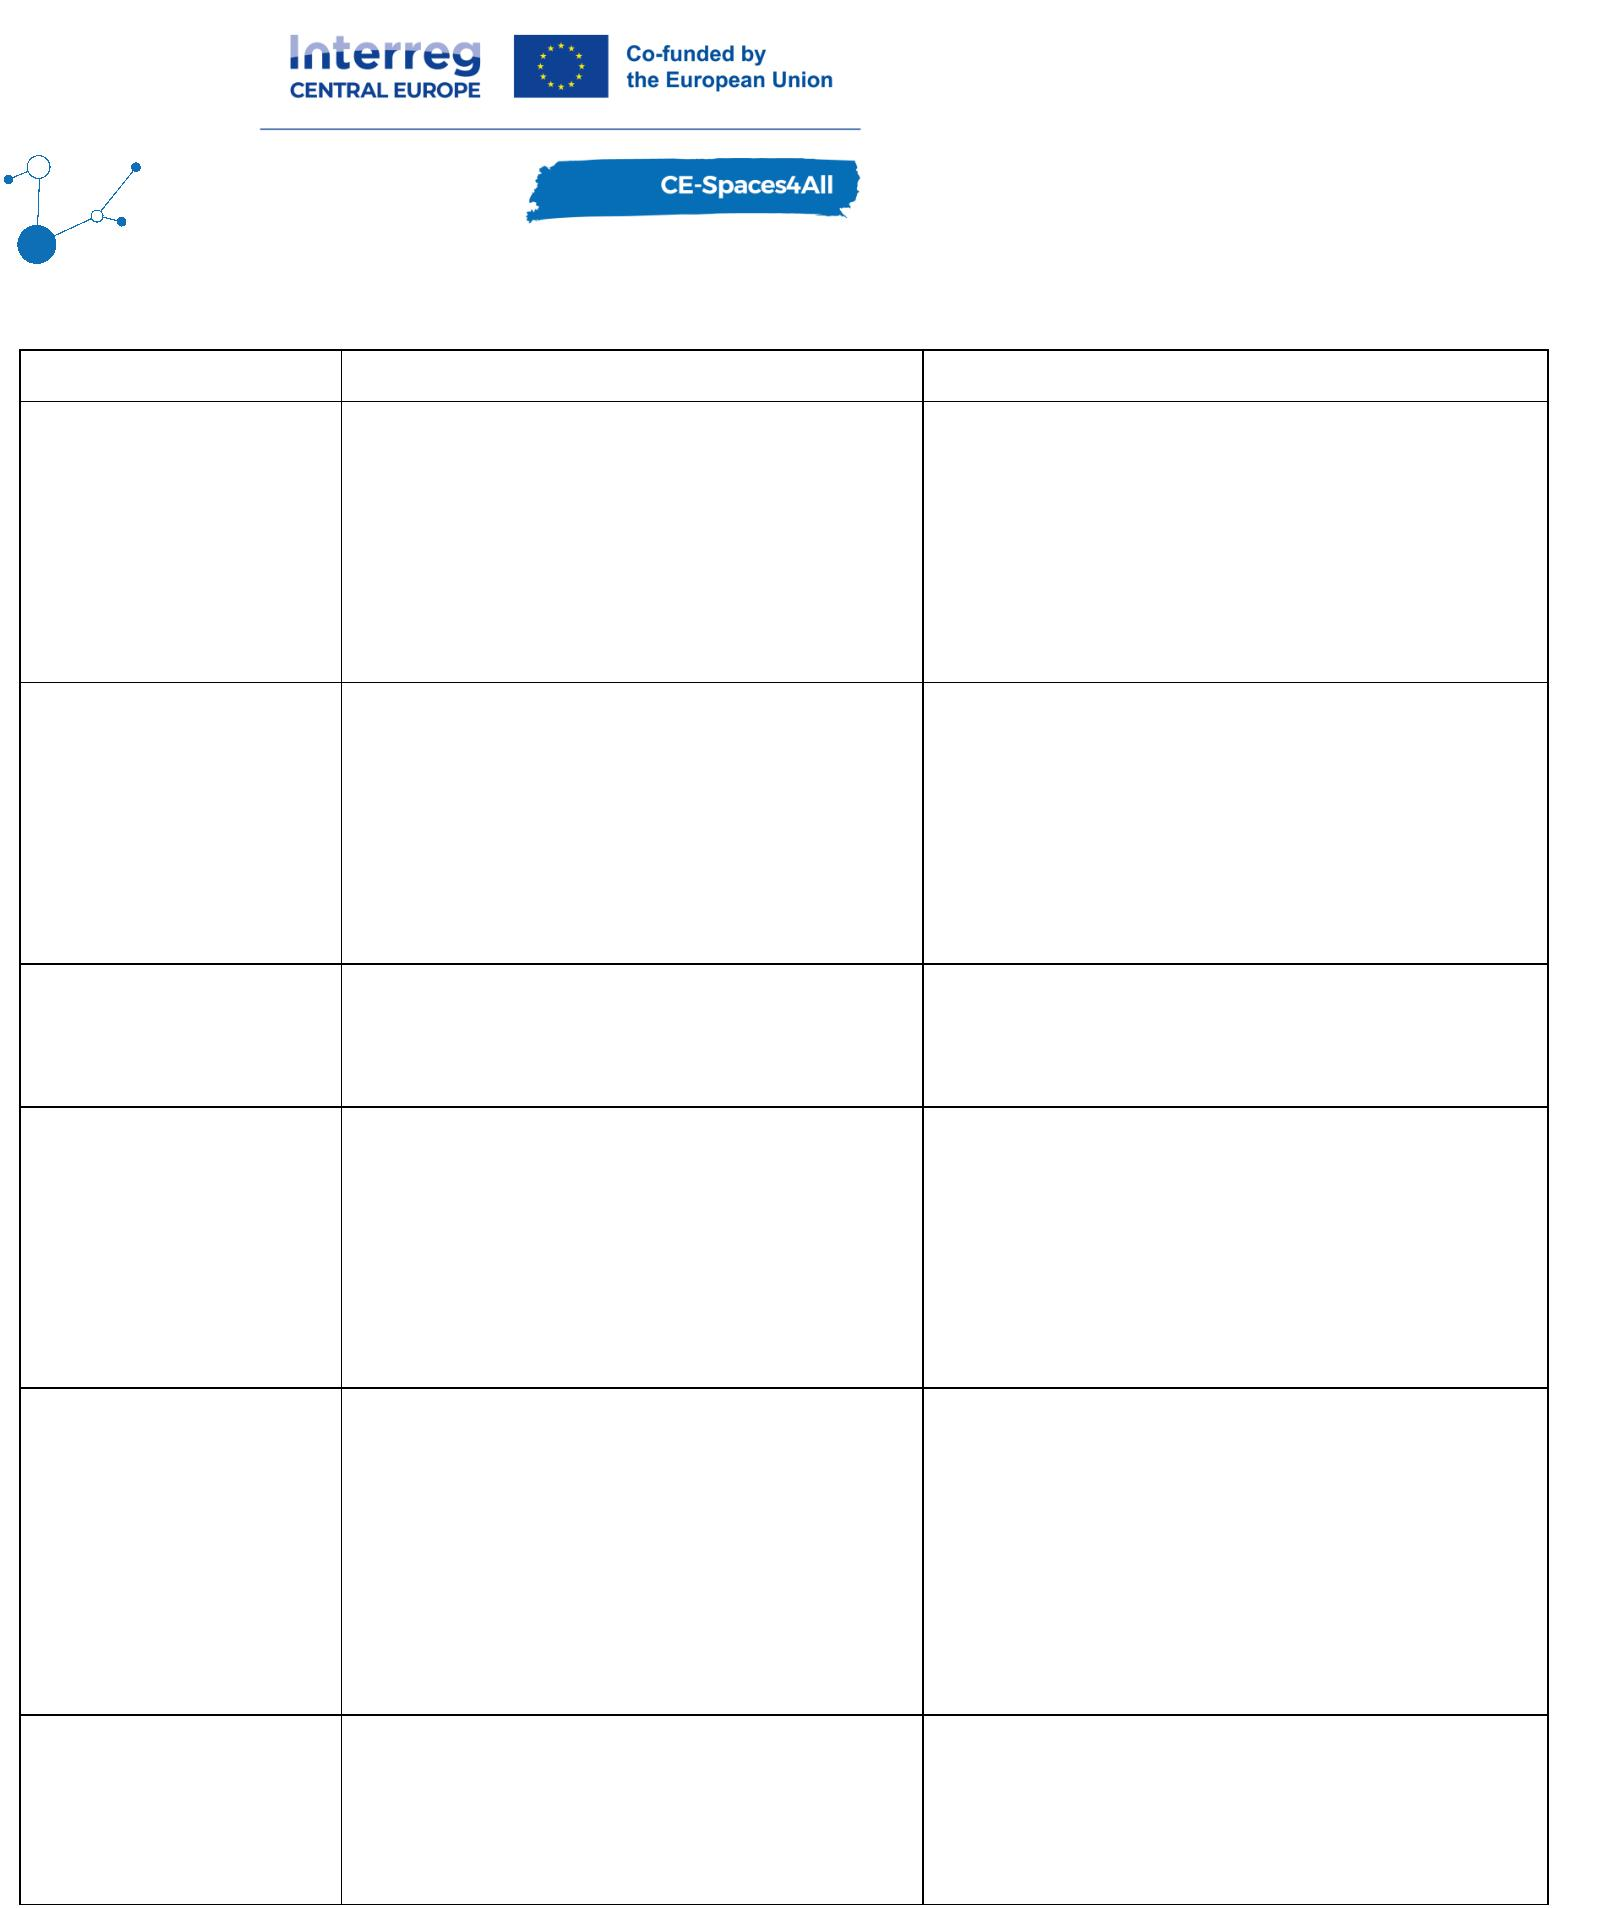 Interreg
CENTRAL EUROPE
Co-funded by
the European Union
CE-Spaces4All